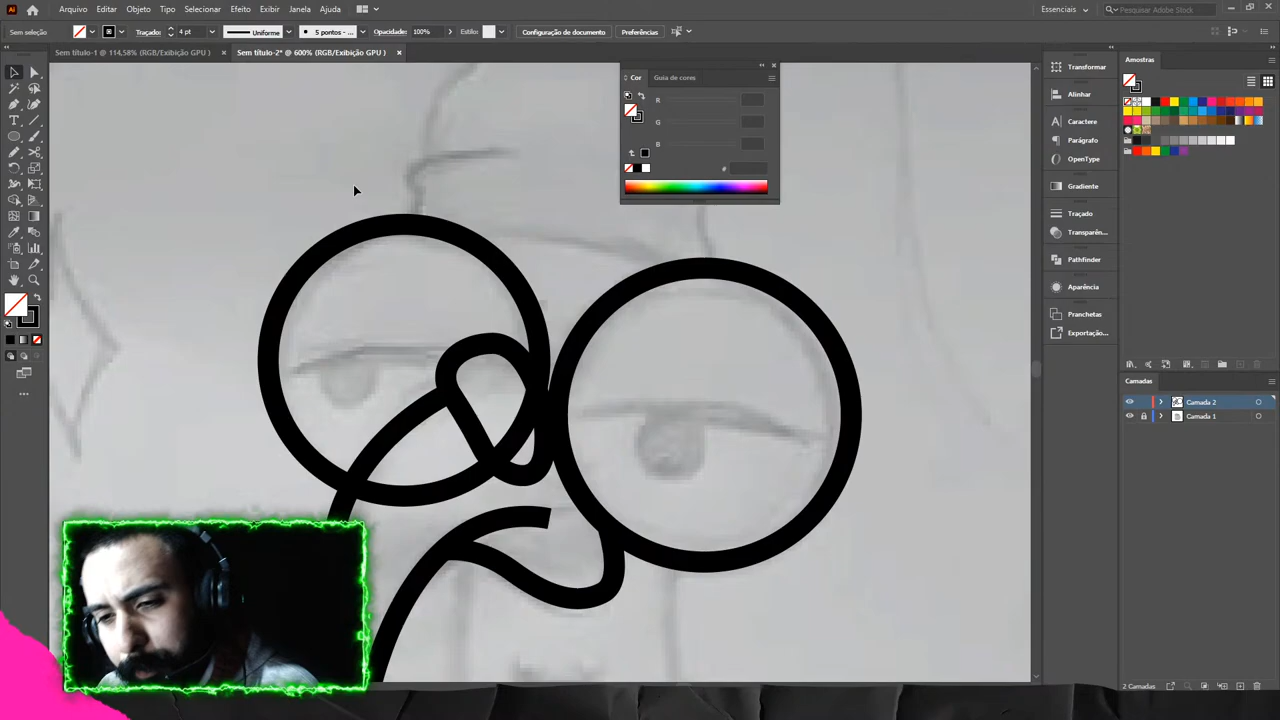 Ai Arquivo Editar Objeto Tipo Selecionar Efeito Exibir Janela Ajuda Essenciais Pesquisar Adobe Stock
Sem seleção Traçado: 4 pt Uniforme 5 pontos - ... Opacidade: 100% Estilo: Configuração de documento Preferências
Sem título-1 @ 114,58% (RGB/Exibição GPU ) × Sem título-2* @ 600% (RGB/Exibição GPU ) ×
Cor Guia de cores
R
G
B
#
Transformar
Alinhar
Caractere
Parágrafo
OpenType
Gradiente
Traçado
Transparên...
Pathfinder
Aparência
Pranchetas
Exportação...
Amostras
Camadas
Camada 2
Camada 1
2 Camadas